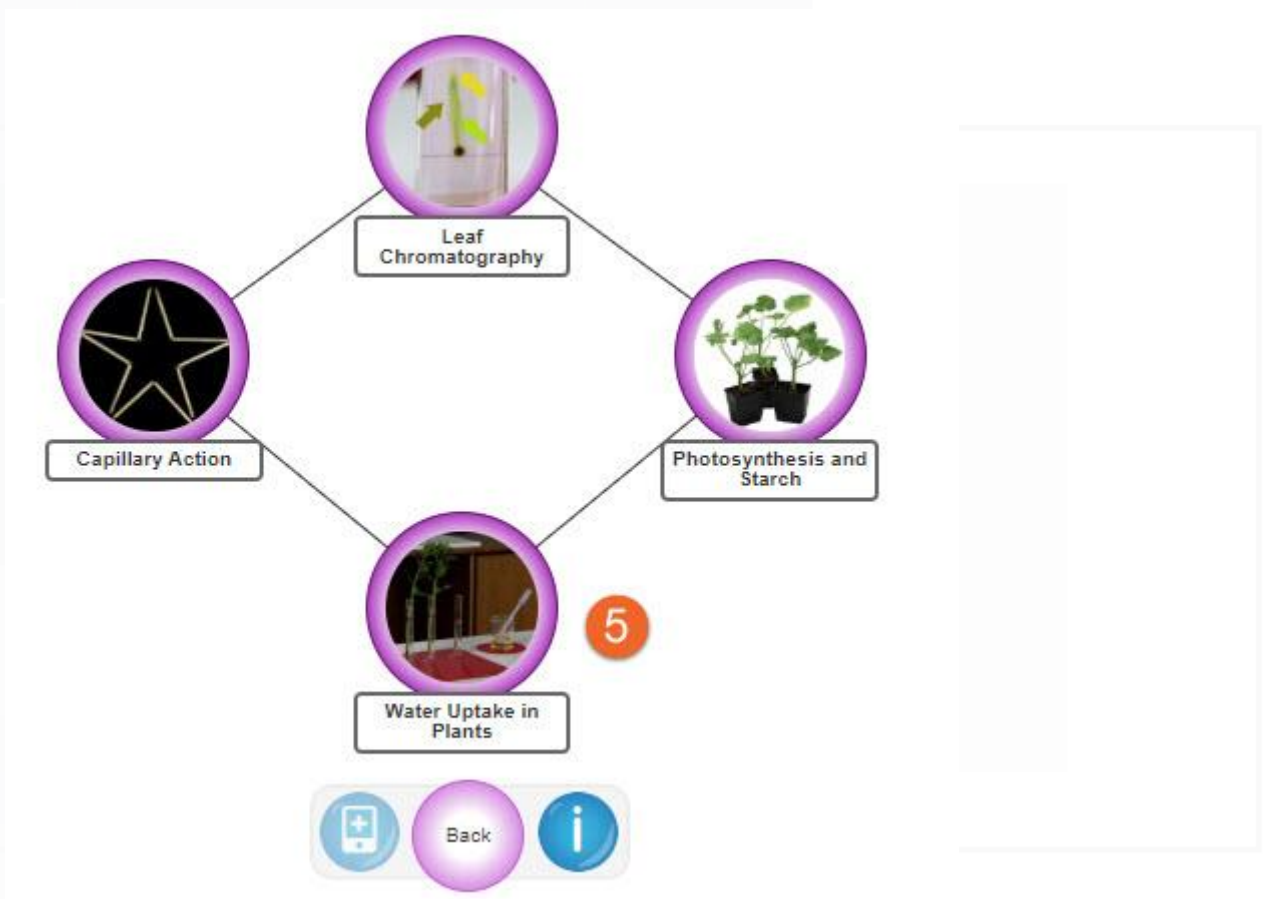 Leaf
Chromatography
Capillary Action
Photosynthesis and
Starch
5
Water Uptake in
Plants
Back
i